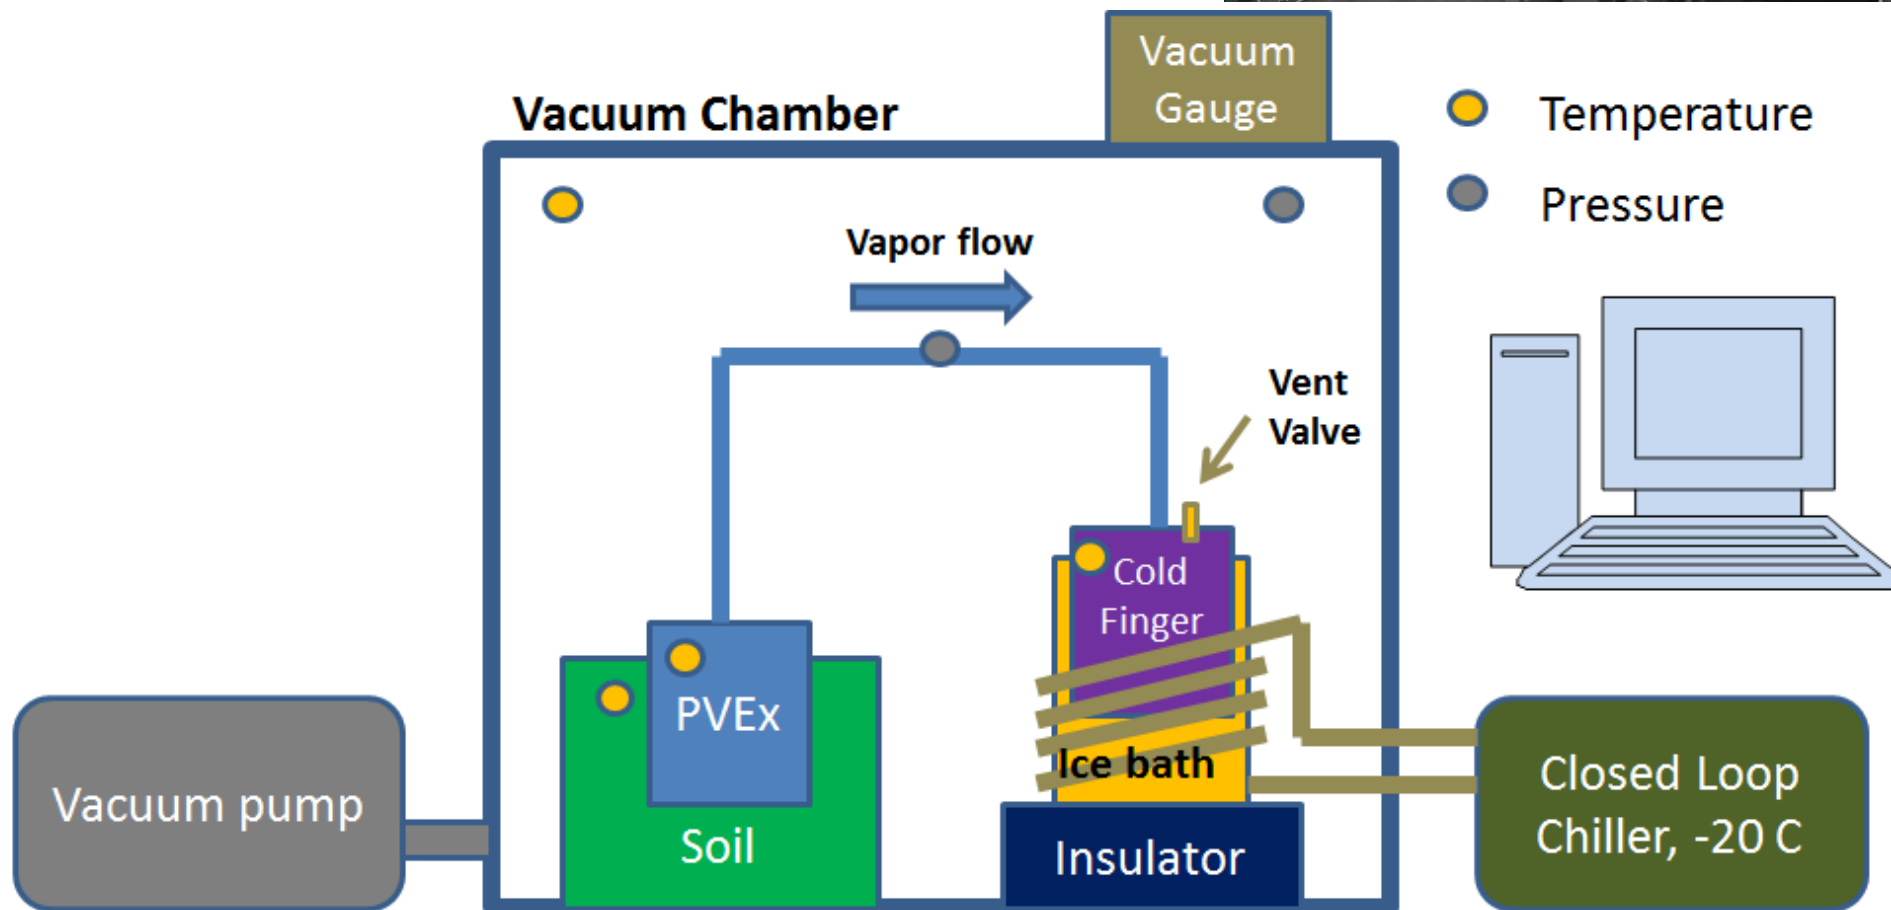 Vacuum
Gauge
Vacuum Chamber
Temperature
Pressure
Vapor flow
Vent
Valve
Cold
Finger
PVEx
Ice bath
Soil
Insulator
Vacuum pump
Closed Loop
Chiller, -20 C